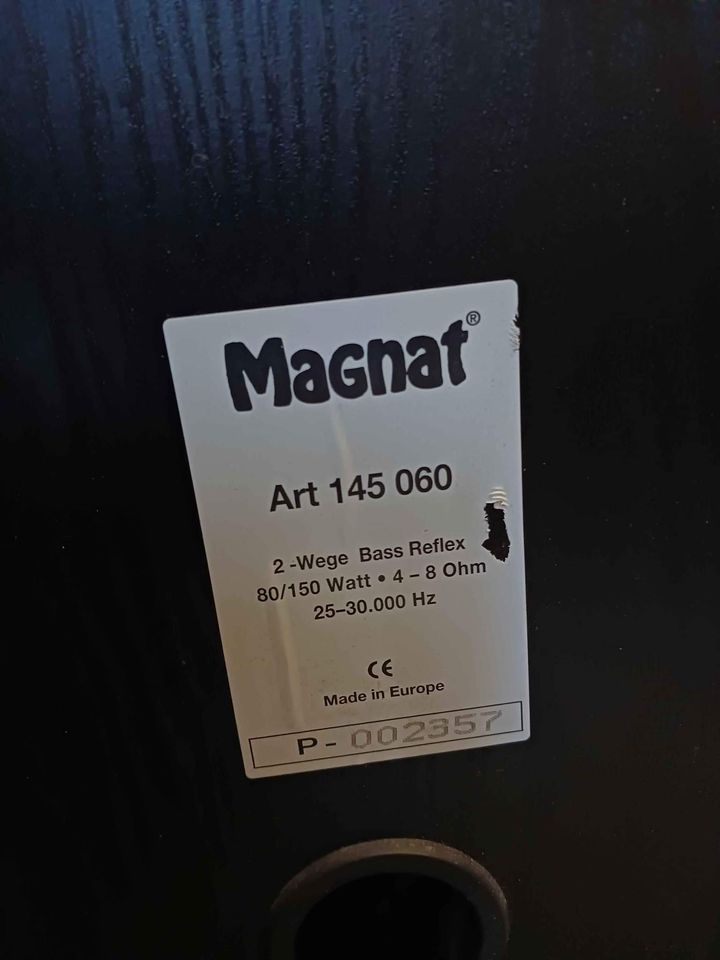 Magnat®
Art 145 060
2 -Wege Bass Reflex
80/150 Watt • 4 – 8 Ohm
25–30.000 Hz
CE
Made in Europe
P - 002357